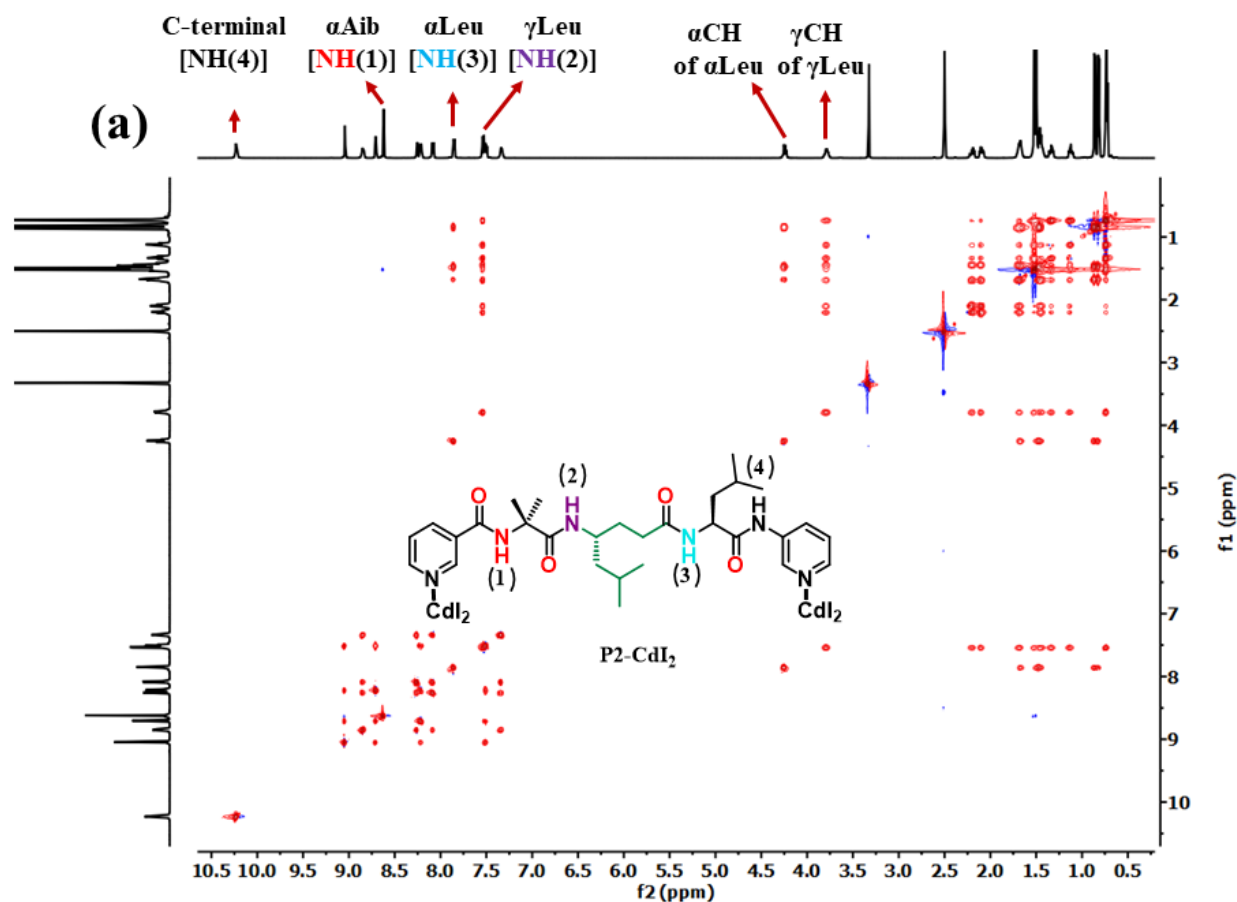 C-terminal
[NH(4)]
αAib
[NH(1)]
αLeu
[NH(3)]
γLeu
[NH(2)]
αCH
of αLeu
γCH
of γLeu
(a)
1
2
3
4
5
6
7
8
9
10
f1 (ppm)
O
N
H
(1)
O
(2)
H
N
O
N
H
(3)
O
(4)
H
N
N
CdI2
N
CdI2
P2-CdI2
10.5 10.0 9.5 9.0 8.5 8.0 7.5 7.0 6.5 6.0 5.5 5.0 4.5 4.0 3.5 3.0 2.5 2.0 1.5 1.0 0.5
f2 (ppm)